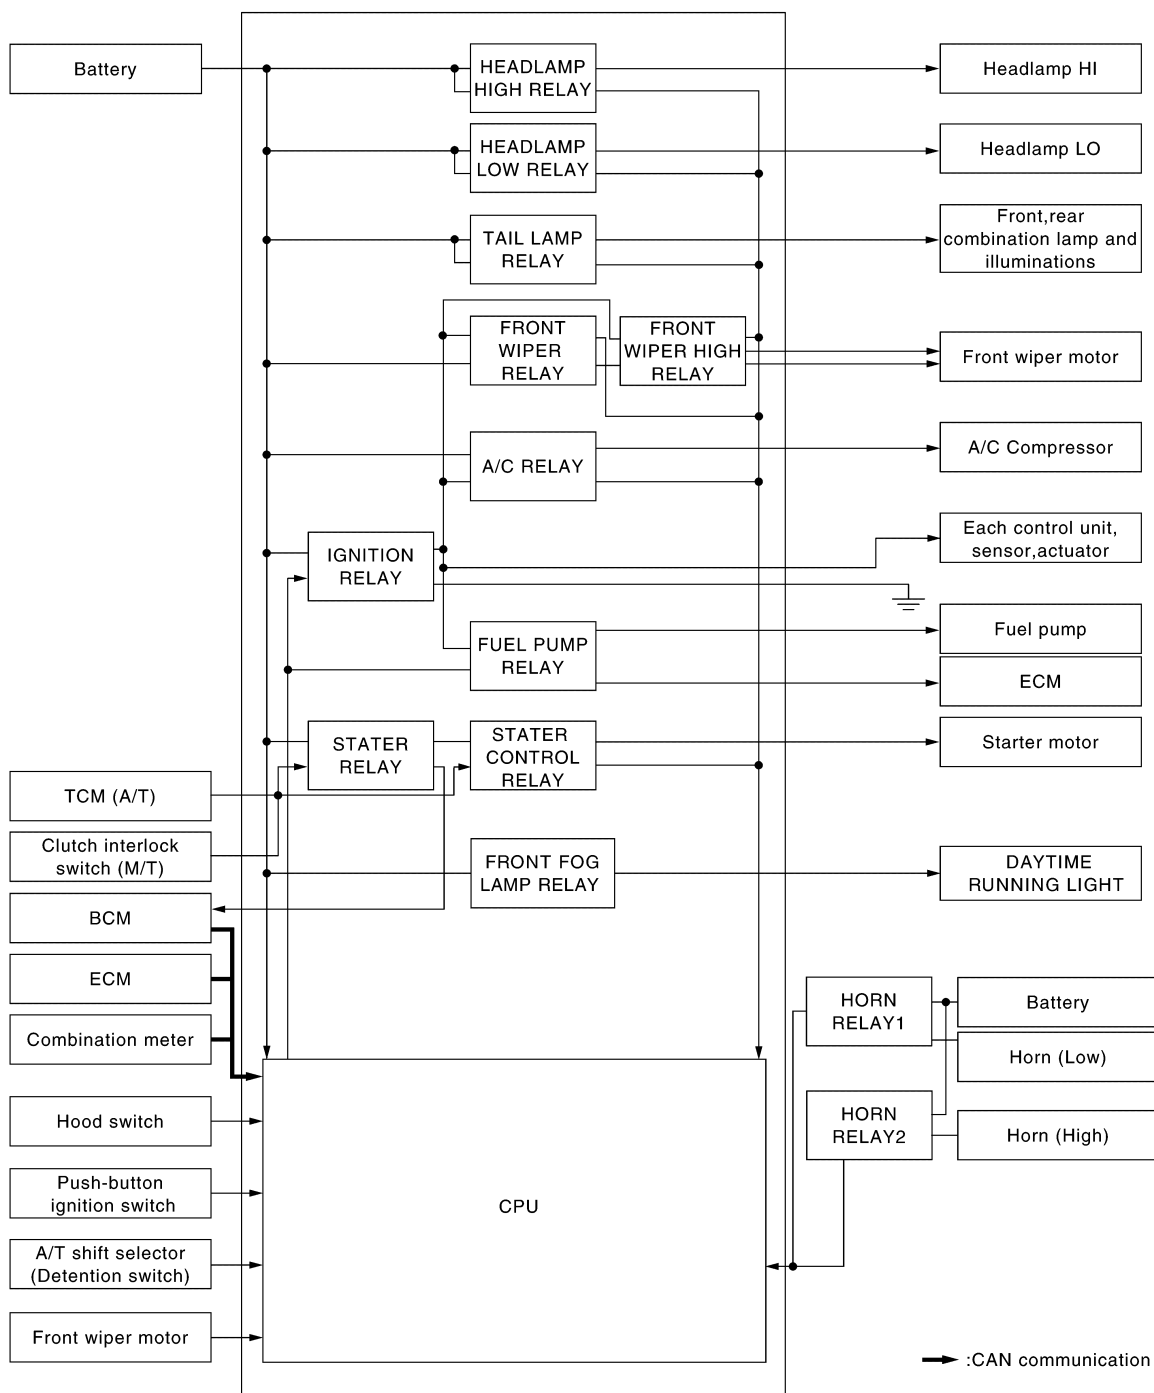 Battery
HEADLAMP
HIGH RELAY
Headlamp HI
HEADLAMP
LOW RELAY
Headlamp LO
TAIL LAMP
RELAY
Front,rear
combination lamp and
illuminations
FRONT
WIPER
RELAY
FRONT
WIPER HIGH
RELAY
Front wiper motor
A/C RELAY
A/C Compressor
IGNITION
RELAY
Each control unit,
sensor,actuator
FUEL PUMP
RELAY
Fuel pump
ECM
STATER
RELAY
STATER
CONTROL
RELAY
Starter motor
TCM (A/T)
Clutch interlock
switch (M/T)
FRONT FOG
LAMP RELAY
DAYTIME
RUNNING LIGHT
BCM
ECM
Combination meter
HORN
RELAY1
Battery
Horn (Low)
HORN
RELAY2
Horn (High)
Hood switch
Push-button
ignition switch
CPU
A/T shift selector
(Detention switch)
Front wiper motor
:CAN communication